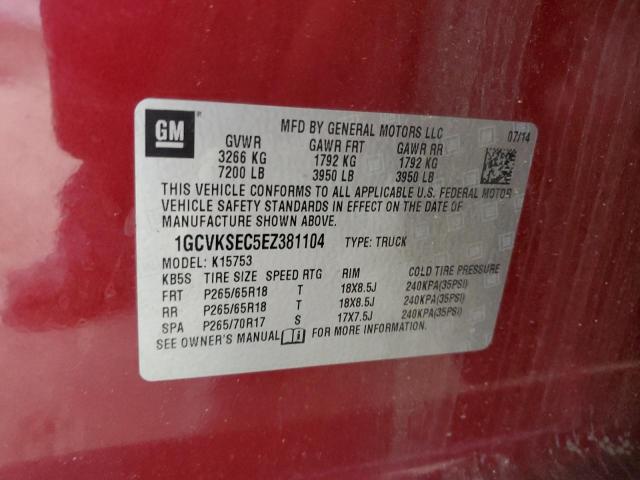 GM
MFD BY GENERAL MOTORS LLC 07/14
GVWR GAWR FRT GAWR RR
3266 KG 1792 KG 1792 KG
7200 LB 3950 LB 3950 LB
THIS VEHICLE CONFORMS TO ALL APPLICABLE U.S. FEDERAL MOTOR
VEHICLE SAFETY STANDARDS IN EFFECT ON THE DATE OF
MANUFACTURE SHOWN ABOVE.
1GCVKSEC5EZ381104 TYPE: TRUCK
MODEL: K15753
KB5S TIRE SIZE SPEED RTG RIM COLD TIRE PRESSURE
FRT P265/65R18 T 18X8.5J 240KPA(35PSI)
RR P265/65R18 T 18X8.5J 240KPA(35PSI)
SPA P265/70R17 S 17X7.5J 240KPA(35PSI)
SEE OWNER'S MANUAL